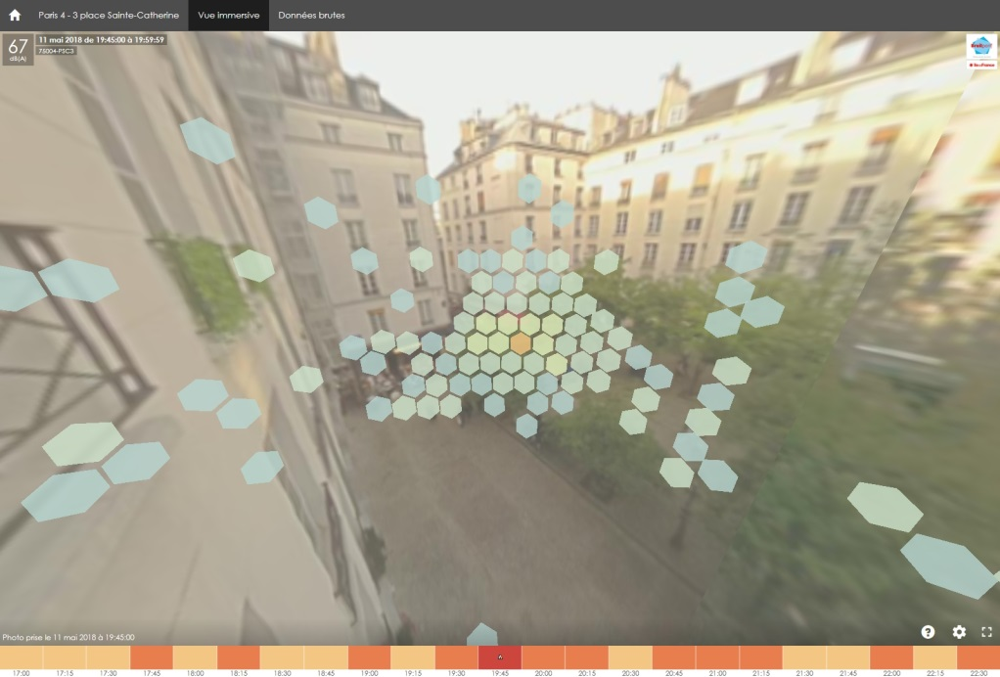 Paris 4 - 3 place Sainte-Catherine
Vue immersive
Données brutes
67
dB(A)
11 mai 2018 de 19:45:00 à 19:59:59
75004-PSC3
bruitparif
îledeFrance
Photo prise le 11 mai 2018 à 19:45:00
17:00 17:15 17:30 17:45 18:00 18:15 18:30 18:45 19:00 19:15 19:30 19:45 20:00 20:15 20:30 20:45 21:00 21:15 21:30 21:45 22:00 22:15 22:30